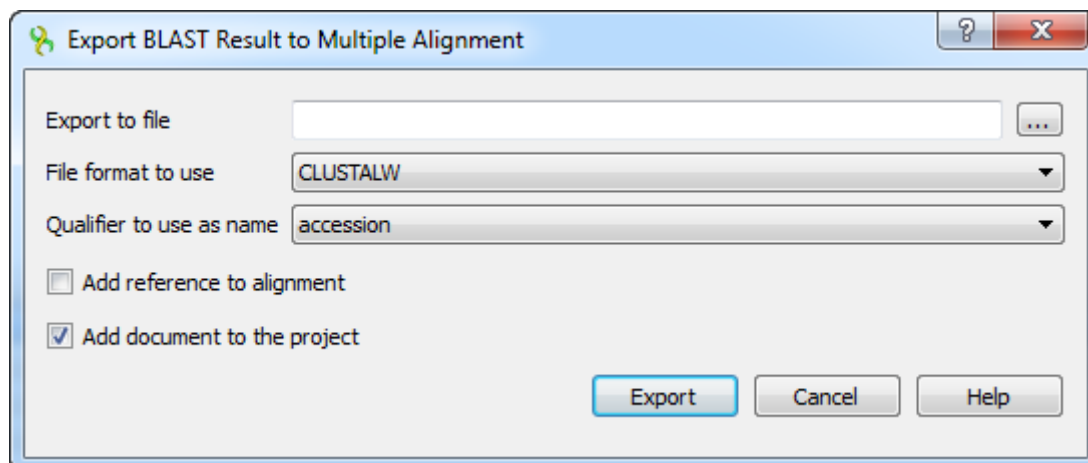 Export BLAST Result to Multiple Alignment
?
X
Export to file
...
File format to use CLUSTALW
Qualifier to use as name accession
Add reference to alignment
Add document to the project
Export Cancel Help